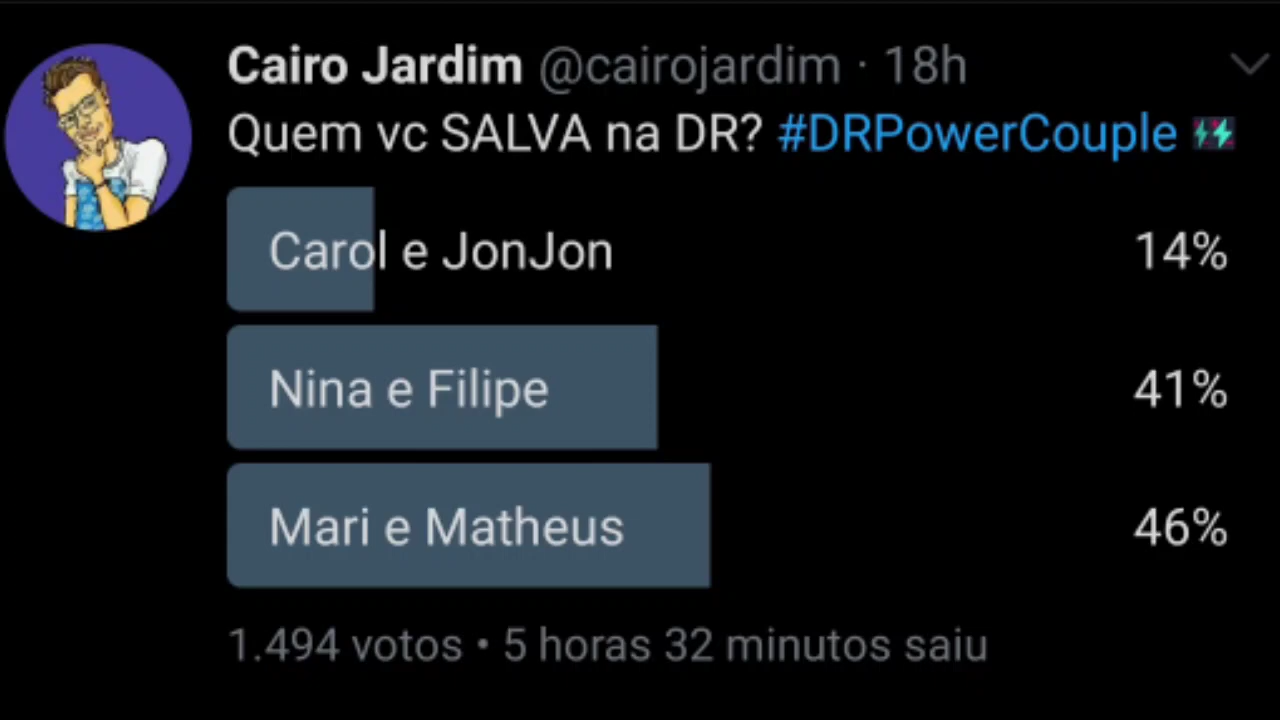 Cairo Jardim @cairojardim · 18h
Quem vc SALVA na DR? #DRPowerCouple
Carol e JonJon 14%
Nina e Filipe 41%
Mari e Matheus 46%
1.494 votos • 5 horas 32 minutos saiu